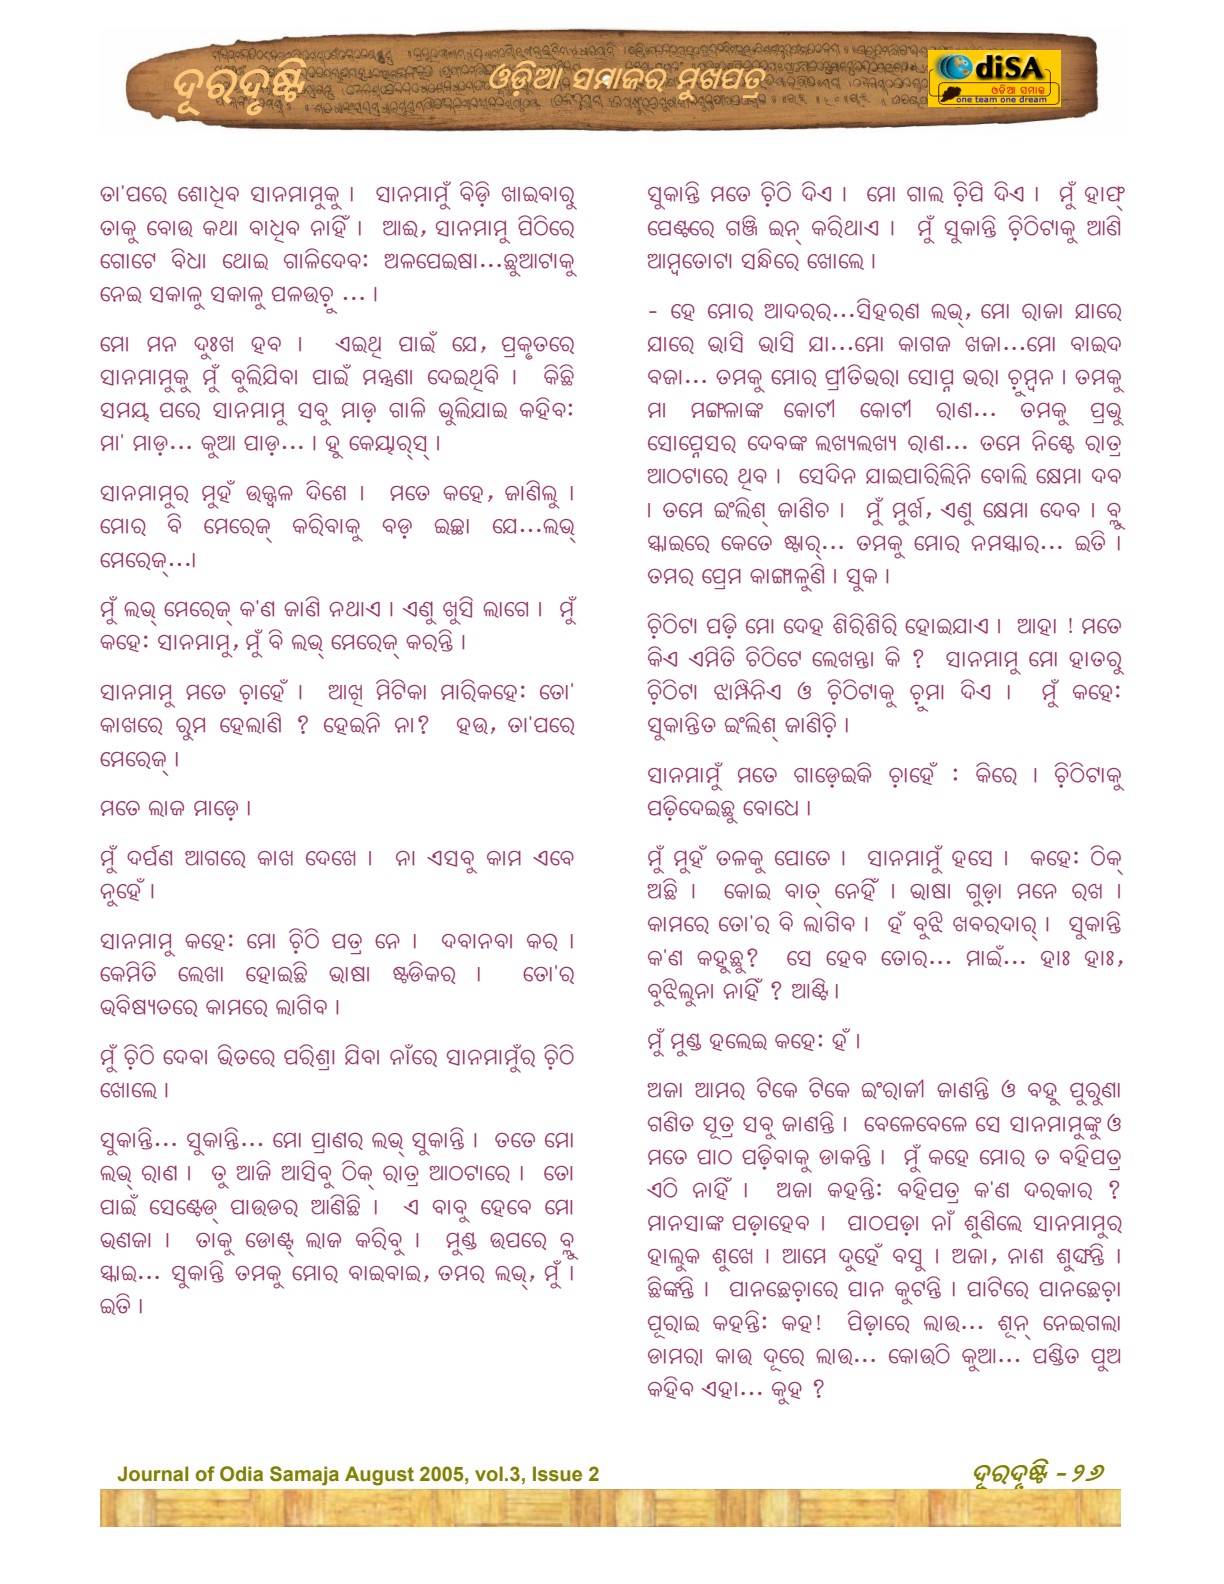 ଦୂରଦୃଷ୍ଟି
ଓଡ଼ିଆ ସମାଜର ମୁଖପତ୍ର
OdiSA
ଓଡ଼ିଆ ସମାଜ
one team one dream
ତା'ପରେ ଶୋଧିବ ସାନମାମୁକୁ । ସାନମାମୁଁ ବିଡ଼ି ଖାଇବାରୁ
ତାକୁ ବୋଉ କଥା ବାଧିବ ନାହିଁ । ଆଈ, ସାନମାମୁ ପିଠିରେ
ଗୋଟେ ବିଧା ଥୋଇ ଗାଳିଦେବ: ଅଳପେଇଷା...ଛୁଆଟାକୁ
ନେଇ ସକାଳୁ ସକାଳୁ ପଳଉଚୁ ... ।
ମୋ ମନ ଦୁଃଖ ହବ । ଏଇଥି ପାଇଁ ଯେ, ପ୍ରକୃତରେ
ସାନମାମୁକୁ ମୁଁ ବୁଲିଯିବା ପାଇଁ ମନ୍ତ୍ରଣା ଦେଇଥିବି । କିଛି
ସମୟ ପରେ ସାନମାମୁ ସବୁ ମାଡ଼ ଗାଳି ଭୁଲିଯାଇ କହିବ:
ମା' ମାଡ଼... କୁଆ ପାଡ଼... । ହୁ କେୟାର୍ସ୍ ।
ସାନମାମୁର ମୁହଁ ଉଜ୍ଜ୍ଵଳ ଦିଶେ । ମତେ କହେ, ଜାଣିଲୁ ।
ମୋର ବି ମେରେଜ୍ କରିବାକୁ ବଡ଼ ଇଚ୍ଛା ଯେ...ଲଭ୍
ମେରେଜ୍...।
ମୁଁ ଲଭ୍ ମେରେଜ୍ କ'ଣ ଜାଣି ନଥାଏ । ଏଣୁ ଖୁସି ଲାଗେ । ମୁଁ
କହେ: ସାନମାମୁ, ମୁଁ ବି ଲଭ୍ ମେରେଜ୍ କରନ୍ତି ।
ସାନମାମୁ ମତେ ଚ଼ାହେଁ । ଆଖି ମିଟିକା ମାରିକହେ: ତୋ'
କାଖରେ ରୁମ ହେଲାଣି ? ହେଇନି ନା? ହଉ, ତା'ପରେ
ମେରେଜ୍ ।
ମତେ ଲାଜ ମାଡ଼େ ।
ମୁଁ ଦର୍ପଣ ଆଗରେ କାଖ ଦେଖେ । ନା ଏସବୁ କାମ ଏବେ
ନୁହେଁ ।
ସାନମାମୁ କହେ: ମୋ ଚ଼ିଠି ପତ୍ର ନେ । ଦବାନବା କର ।
କେମିତି ଲେଖା ହୋଇଛି ଭାଷା ଷ୍ଟଡିକର । ତୋ'ର
ଭବିଷ୍ୟତରେ କାମରେ ଲାଗିବ ।
ମୁଁ ଚ଼ିଠି ଦେବା ଭିତରେ ପରିଶ୍ରା ଯିବା ନାଁରେ ସାନମାମୁଁର ଚ଼ିଠି
ଖୋଲେ ।
ସୁକାନ୍ତି... ସୁକାନ୍ତି... ମୋ ପ୍ରାଣର ଲଭ୍ ସୁକାନ୍ତି । ତତେ ମୋ
ଲଭ୍ ରାଣ । ତୁ ଆଜି ଆସିବୁ ଠିକ୍ ରାତ୍ର ଆଠଟାରେ । ତୋ
ପାଇଁ ସେଣ୍ଟେଡ୍ ପାଉଡର ଆଣିଛି । ଏ ବାବୁ ହେବେ ମୋ
ଭଣଜା । ତାକୁ ଡୋଣ୍ଟ୍ ଲାଜ କରିବୁ । ମୁଣ୍ଡ ଉପରେ ବ୍ଲୁ
ସ୍କାଇ... ସୁକାନ୍ତି ତମକୁ ମୋର ବାଇବାଇ, ତମର ଲଭ୍, ମୁଁ ।
ଇତି ।
ସୁକାନ୍ତି ମତେ ଚ଼ିଠି ଦିଏ । ମୋ ଗାଲ ଚ଼ିପି ଦିଏ । ମୁଁ ହାଫ୍
ପେଣ୍ଟରେ ଗଞ୍ଜି ଇନ୍ କରିଥାଏ । ମୁଁ ସୁକାନ୍ତି ଚ଼ିଠିଟାକୁ ଆଣି
ଆମ୍ବତୋଟା ସନ୍ଧିରେ ଖୋଲେ ।
- ହେ ମୋର ଆଦରର...ସିହରଣ ଲଭ୍, ମୋ ରାଜା ଯାରେ
ଯାରେ ଭାସି ଭାସି ଯା...ମୋ କାଗଜ ଖଜା...ମୋ ବାଇଦ
ବଜା... ତମକୁ ମୋର ପ୍ରୀତିଭରା ସୋପ୍ନ ଭରା ଚ଼ୁମ୍ବନ । ତମକୁ
ମା ମଙ୍ଗଳାଙ୍କ କୋଟୀ କୋଟୀ ରାଣ... ତମକୁ ପ୍ରଭୁ
ସୋପ୍ନେସର ଦେବଙ୍କ ଲଖ୍ୟଲଖ୍ୟ ରାଣ... ତମେ ନିଶ୍ଟେ ରାତ୍ର
ଆଠଟାରେ ଥିବ । ସେଦିନ ଯାଇପାରିଲିନି ବୋଲି କ୍ଷେମା ଦବ
। ତମେ ଇଂଲିଶ୍ ଜାଣିଚ । ମୁଁ ମୁର୍ଖ, ଏଣୁ କ୍ଷେମା ଦେବ । ବ୍ଲୁ
ସ୍କାଇରେ କେତେ ଷ୍ଟାର୍... ତମକୁ ମୋର ନମସ୍କାର... ଇତି ।
ତମର ପ୍ରେମ କାଙ୍ଗାଳୁଣି । ସୁକ ।
ଚ଼ିଠିଟା ପଢ଼ି ମୋ ଦେହ ଶିରିଶିରି ହୋଇଯାଏ । ଆହା ! ମତେ
କିଏ ଏମିତି ଚିଠିଟେ ଲେଖନ୍ତା କି ? ସାନମାମୁ ମୋ ହାତରୁ
ଚ଼ିଠିଟା ଝାମ୍ପିନିଏ ଓ ଚ଼ିଠିଟାକୁ ଚ଼ୁମା ଦିଏ । ମୁଁ କହେ:
ସୁକାନ୍ତିତ ଇଂଲିଶ୍ ଜାଣିଚ଼ି ।
ସାନମାମୁଁ ମତେ ଗାଡ଼େଇକି ଚ଼ାହେଁ : କିରେ । ଚ଼ିଠିଟାକୁ
ପଢ଼ିଦେଇଛୁ ବୋଧେ ।
ମୁଁ ମୁହଁ ତଳକୁ ପୋତେ । ସାନମାମୁଁ ହସେ । କହେ: ଠିକ୍
ଅଛି । କୋଇ ବାତ୍ ନେହିଁ । ଭାଷା ଗୁଡ଼ା ମନେ ରଖ ।
କାମରେ ତୋ'ର ବି ଲାଗିବ । ହଁ ବୁଝି ଖବରଦାର୍ । ସୁକାନ୍ତି
କ'ଣ କହୁଛୁ? ସେ ହେବ ତୋର... ମାଇଁ... ହାଃ ହାଃ,
ବୁଝିଲୁନା ନାହିଁ ? ଆଣ୍ଟି ।
ମୁଁ ମୁଣ୍ଡ ହଲେଇ କହେ: ହଁ ।
ଅଜା ଆମର ଟିକେ ଟିକେ ଇଂରାଜୀ ଜାଣନ୍ତି ଓ ବହୁ ପୁରୁଣା
ଗଣିତ ସୂତ୍ର ସବୁ ଜାଣନ୍ତି । ବେଳେବେଳେ ସେ ସାନମାମୁଙ୍କୁ ଓ
ମତେ ପାଠ ପଢ଼ିବାକୁ ଡାକନ୍ତି । ମୁଁ କହେ ମୋର ତ ବହିପତ୍ର
ଏଠି ନାହିଁ । ଅଜା କହନ୍ତି: ବହିପତ୍ର କ'ଣ ଦରକାର ?
ମାନସାଙ୍କ ପଢ଼ାହେବ । ପାଠପଢ଼ା ନାଁ ଶୁଣିଲେ ସାନମାମୁର
ହାଲୁକ ଶୁଖେ । ଆମେ ଦୁହେଁ ବସୁ । ଅଜା, ନାଶ ଶୁଙ୍ଘନ୍ତି ।
ଛିଙ୍କନ୍ତି । ପାନଛେଚ଼ାରେ ପାନ କୁଟନ୍ତି । ପାଟିରେ ପାନଛେଚ଼ା
ପୂରାଇ କହନ୍ତି: କହ! ପିଢ଼ାରେ ଲାଉ... ଶୂନ୍ ନେଇଗଲା
ଡାମରା କାଉ ଦୂରେ ଲାଉ... କୋଉଠି କୁଆ... ପଣ୍ଡିତ ପୁଅ
କହିବ ଏହା... କୁହ ?
Journal of Odia Samaja August 2005, vol.3, Issue 2
ଦୂରଦୃଷ୍ଟି - ୨୬